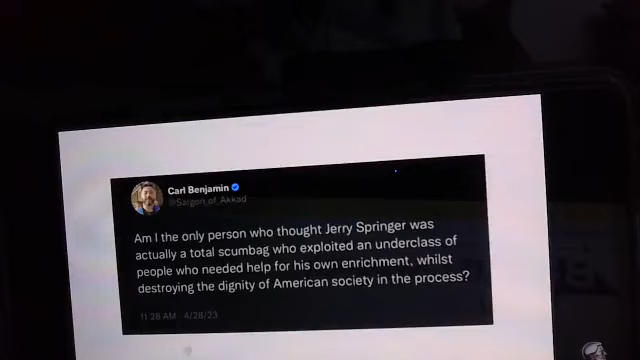 Carl Benjamin
@Sargon_of_Akkad
Am I the only person who thought Jerry Springer was
actually a total scumbag who exploited an underclass of
people who needed help for his own enrichment, whilst
destroying the dignity of American society in the process?
11:28 AM · 4/28/23